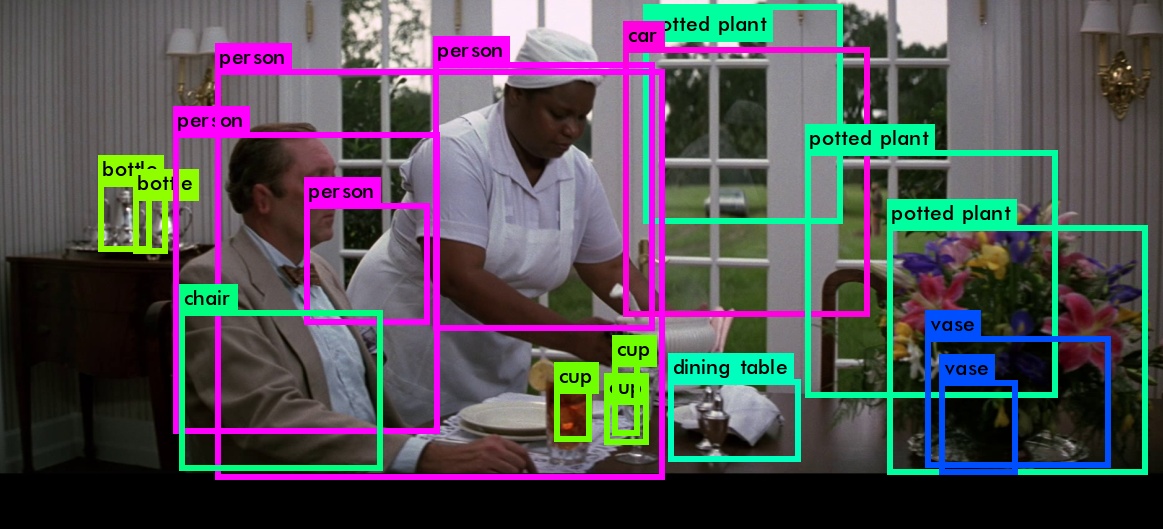 potted plant
car
person
person
person
potted plant
bottle
bottle
person
potted plant
chair
vase
cup
dining table
vase
cup
cup